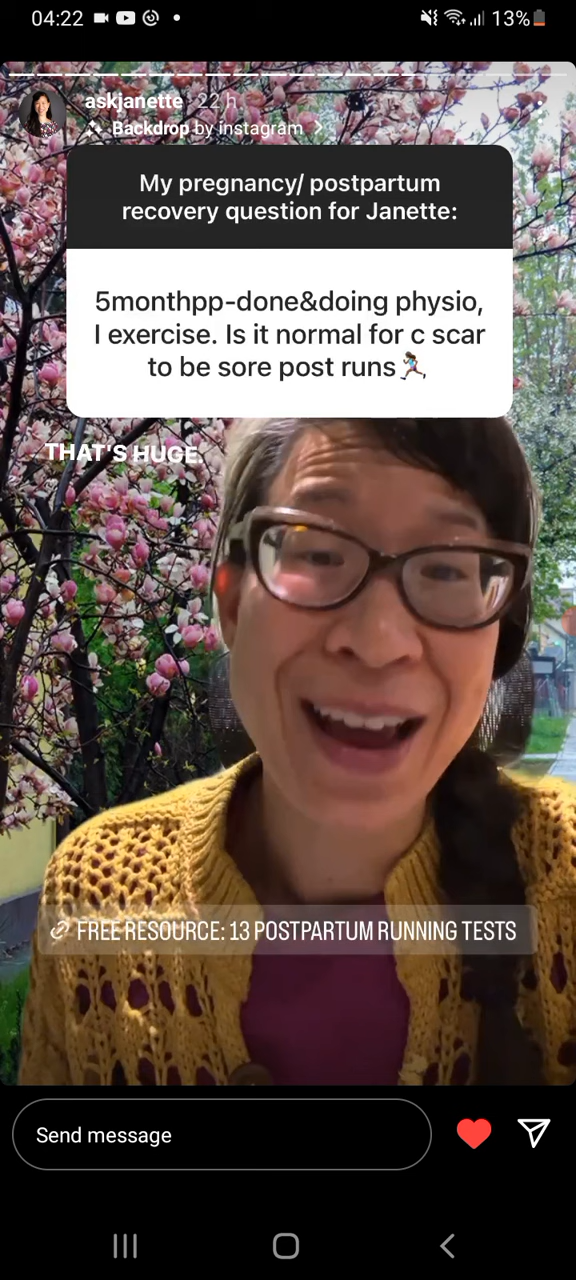 04:22
13%
askjanette 22 h
Backdrop by instagram >
My pregnancy/ postpartum
recovery question for Janette:
5monthpp-done&doing physio,
I exercise. Is it normal for c scar
to be sore post runs🏃🏾‍♀️
THAT'S HUGE.
FREE RESOURCE: 13 POSTPARTUM RUNNING TESTS
Send message